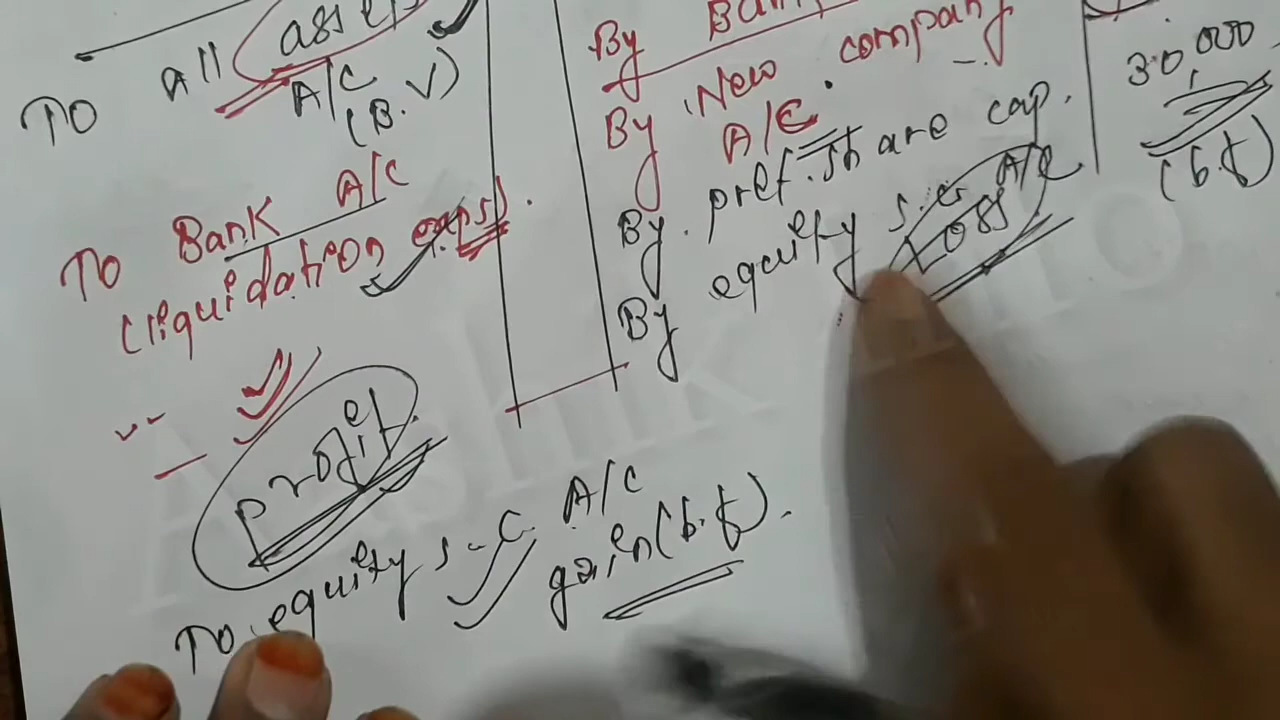 TO all assets
A/C
(B.V)
TO Bank A/C
(liquidation exps).
profit.
TO equity s.c. A/C
gain (b.f).
By Bank
By New company
A/C.
By pref. share cap.
By equity s.c A/C
Loss
30,000
(b.f)